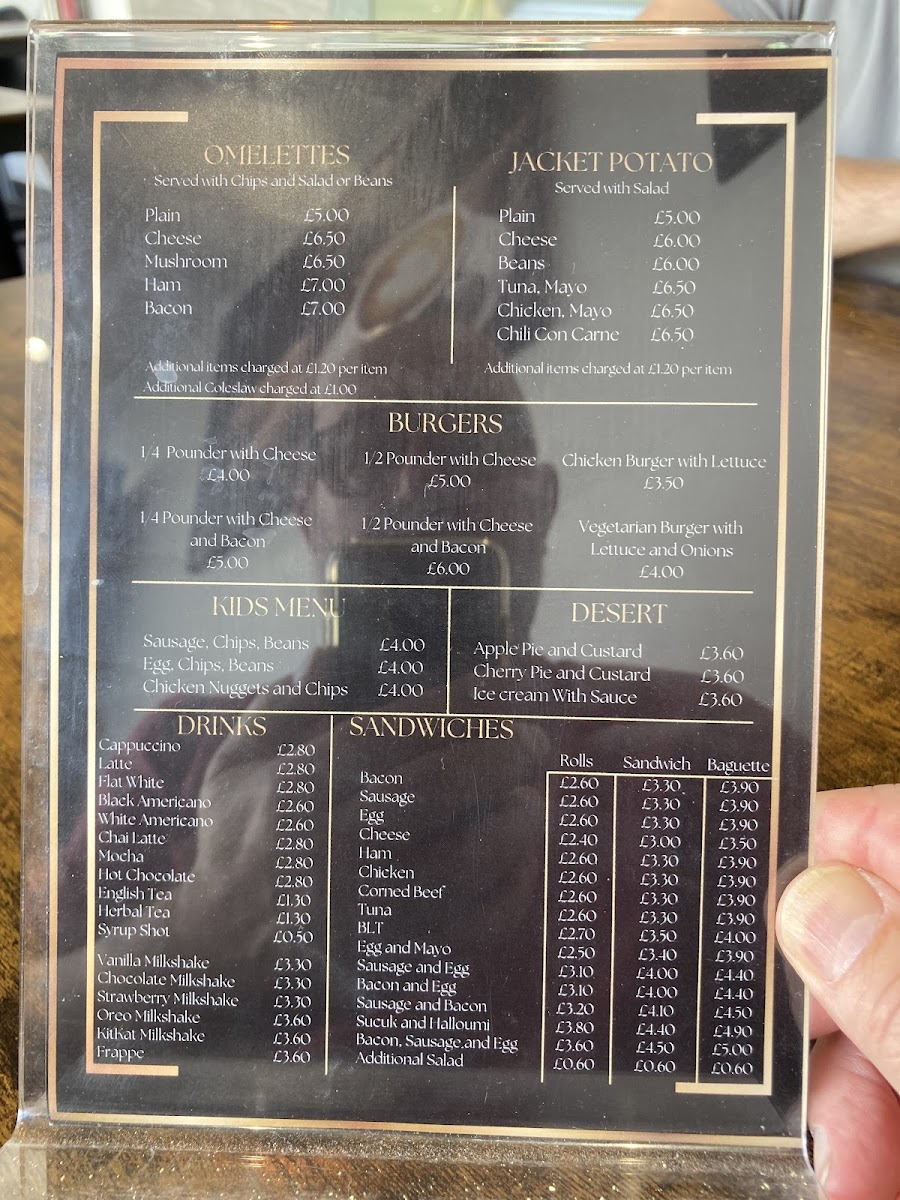 OMELETTES
Served with Chips and Salad or Beans
Plain £5.00
Cheese £6.50
Mushroom £6.50
Ham £7.00
Bacon £7.00
Additional items charged at £1.20 per item
Additional Coleslaw charged at £1.00
JACKET POTATO
Served with Salad
Plain £5.00
Cheese £6.00
Beans £6.00
Tuna, Mayo £6.50
Chicken, Mayo £6.50
Chili Con Carne £6.50
Additional items charged at £1.20 per item
BURGERS
1/4 Pounder with Cheese
£4.00
1/2 Pounder with Cheese
£5.00
Chicken Burger with Lettuce
£3.50
1/4 Pounder with Cheese
and Bacon
£5.00
1/2 Pounder with Cheese
and Bacon
£6.00
Vegetarian Burger with
Lettuce and Onions
£4.00
KIDS MENU
Sausage, Chips, Beans £4.00
Egg, Chips, Beans £4.00
Chicken Nuggets and Chips £4.00
DESERT
Apple Pie and Custard £3.60
Cherry Pie and Custard £3.60
Ice cream With Sauce £3.60
DRINKS
Cappuccino £2.80
Latte £2.80
Flat White £2.80
Black Americano £2.60
White Americano £2.60
Chai Latte £2.80
Mocha £2.80
Hot Chocolate £2.80
English Tea £1.30
Herbal Tea £1.30
Syrup Shot £0.50
Vanilla Milkshake £3.30
Chocolate Milkshake £3.30
Strawberry Milkshake £3.30
Oreo Milkshake £3.60
KitKat Milkshake £3.60
Frappe £3.60
SANDWICHES
Rolls Sandwich Baguette
Bacon £2.60 £3.30 £3.90
Sausage £2.60 £3.30 £3.90
Egg £2.60 £3.30 £3.90
Cheese £2.40 £3.00 £3.50
Ham £2.60 £3.30 £3.90
Chicken £2.60 £3.30 £3.90
Corned Beef £2.60 £3.30 £3.90
Tuna £2.60 £3.30 £3.90
BLT £2.70 £3.50 £4.00
Egg and Mayo £2.50 £3.40 £3.90
Sausage and Egg £3.10 £4.00 £4.40
Bacon and Egg £3.10 £4.00 £4.40
Sausage and Bacon £3.20 £4.10 £4.50
Sucuk and Halloumi £3.80 £4.40 £4.90
Bacon, Sausage,and Egg £3.60 £4.50 £5.00
Additional Salad £0.60 £0.60 £0.60